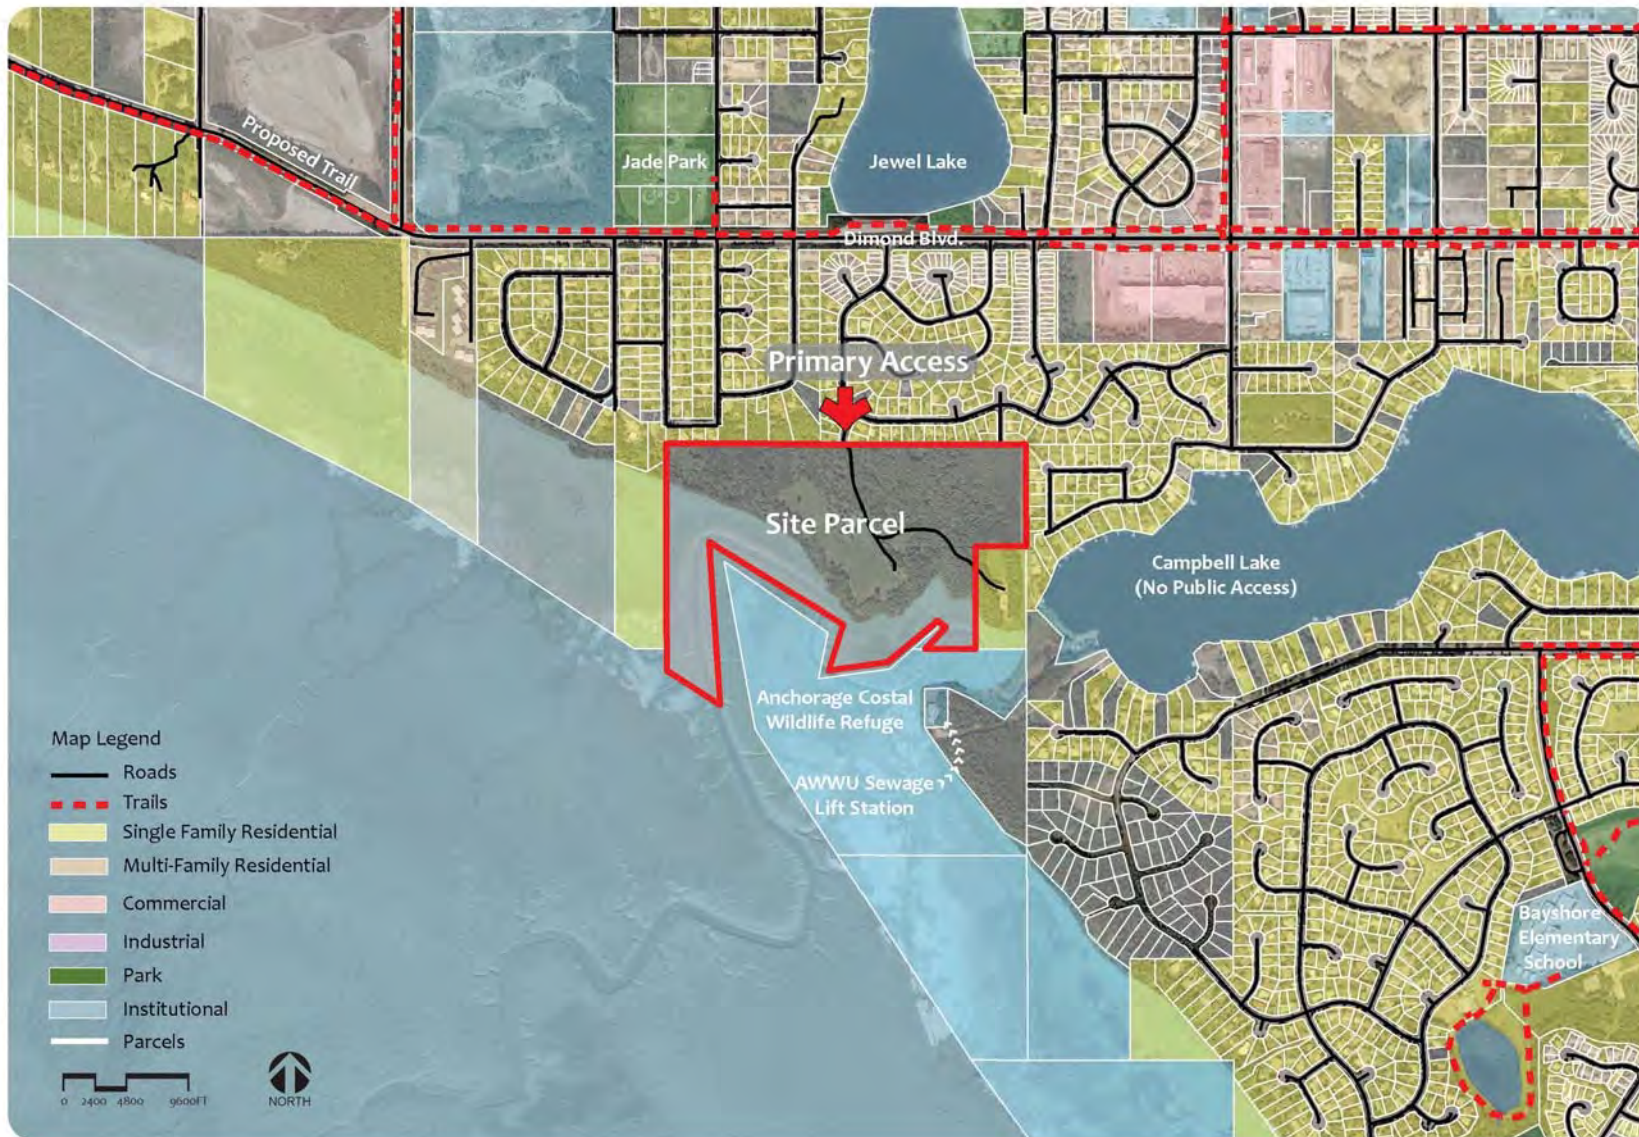 Proposed Trail
Jade Park
Jewel Lake
Dimond Blvd.
Primary Access
Site Parcel
Campbell Lake
(No Public Access)
Anchorage Costal
Wildlife Refuge
AWWU Sewage
Lift Station
Bayshore
Elementary
School
Map Legend
Roads
Trails
Single Family Residential
Multi-Family Residential
Commercial
Industrial
Park
Institutional
Parcels
0 2400 4800 9600FT
NORTH